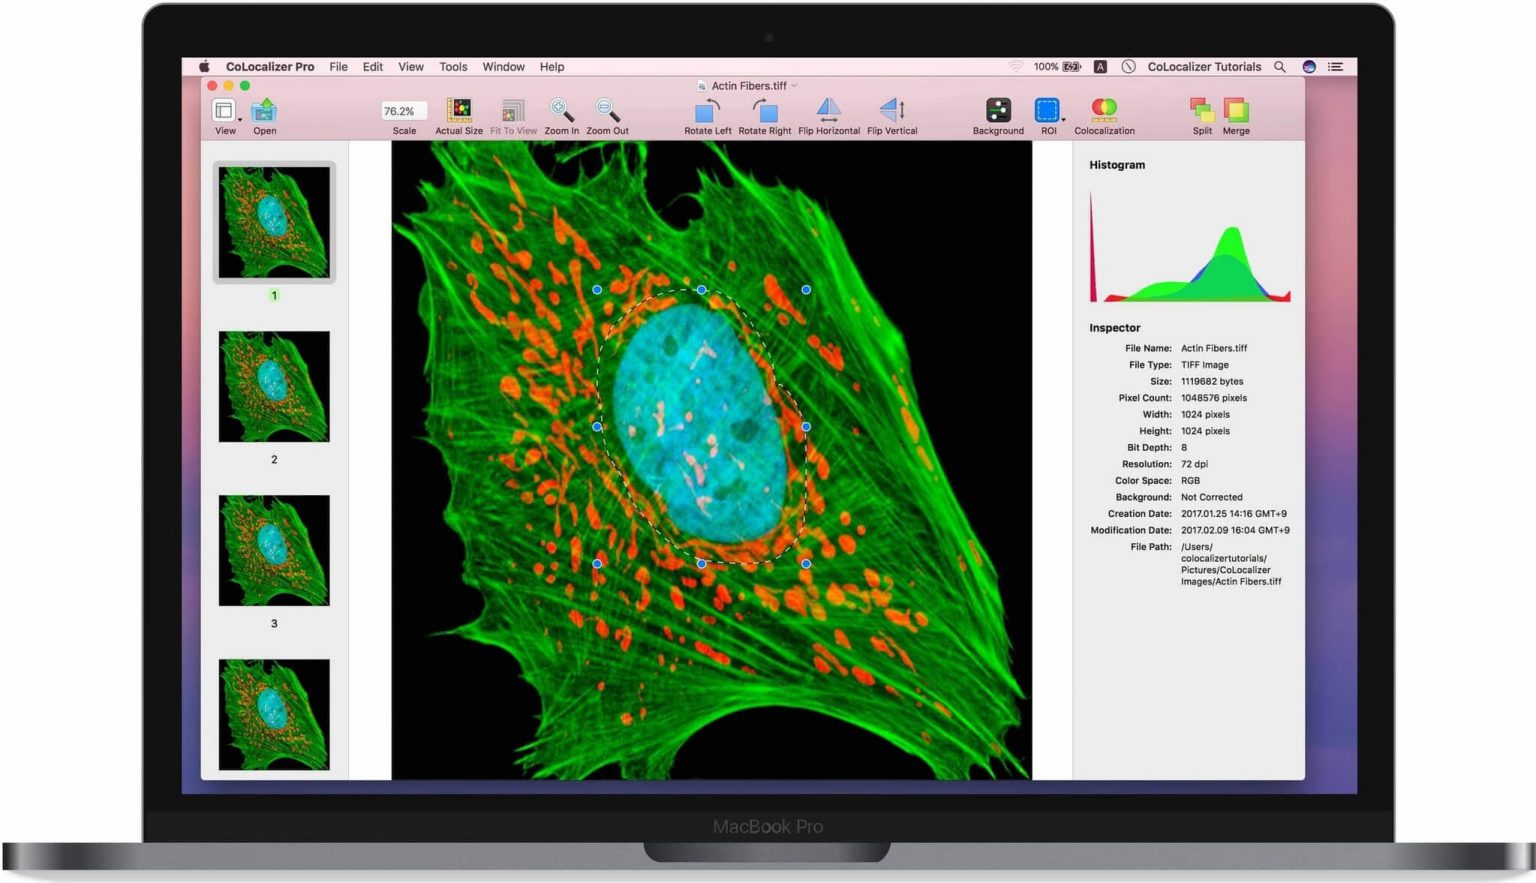 CoLocalizer Pro File Edit View Tools Window Help 100% A CoLocalizer Tutorials
Actin Fibers.tiff
76.2%
View Open Scale Actual Size Fit To View Zoom In Zoom Out Rotate Left Rotate Right Flip Horizontal Flip Vertical Background ROI Colocalization Split Merge
1
2
3
Histogram
Inspector
File Name: Actin Fibers.tiff
File Type: TIFF Image
Size: 1119682 bytes
Pixel Count: 1048576 pixels
Width: 1024 pixels
Height: 1024 pixels
Bit Depth: 8
Resolution: 72 dpi
Color Space: RGB
Background: Not Corrected
Creation Date: 2017.01.25 14:16 GMT+9
Modification Date: 2017.02.09 16:04 GMT+9
File Path: /Users/
colocalizertutorials/
Pictures/CoLocalizer
Images/Actin Fibers.tiff
MacBook Pro